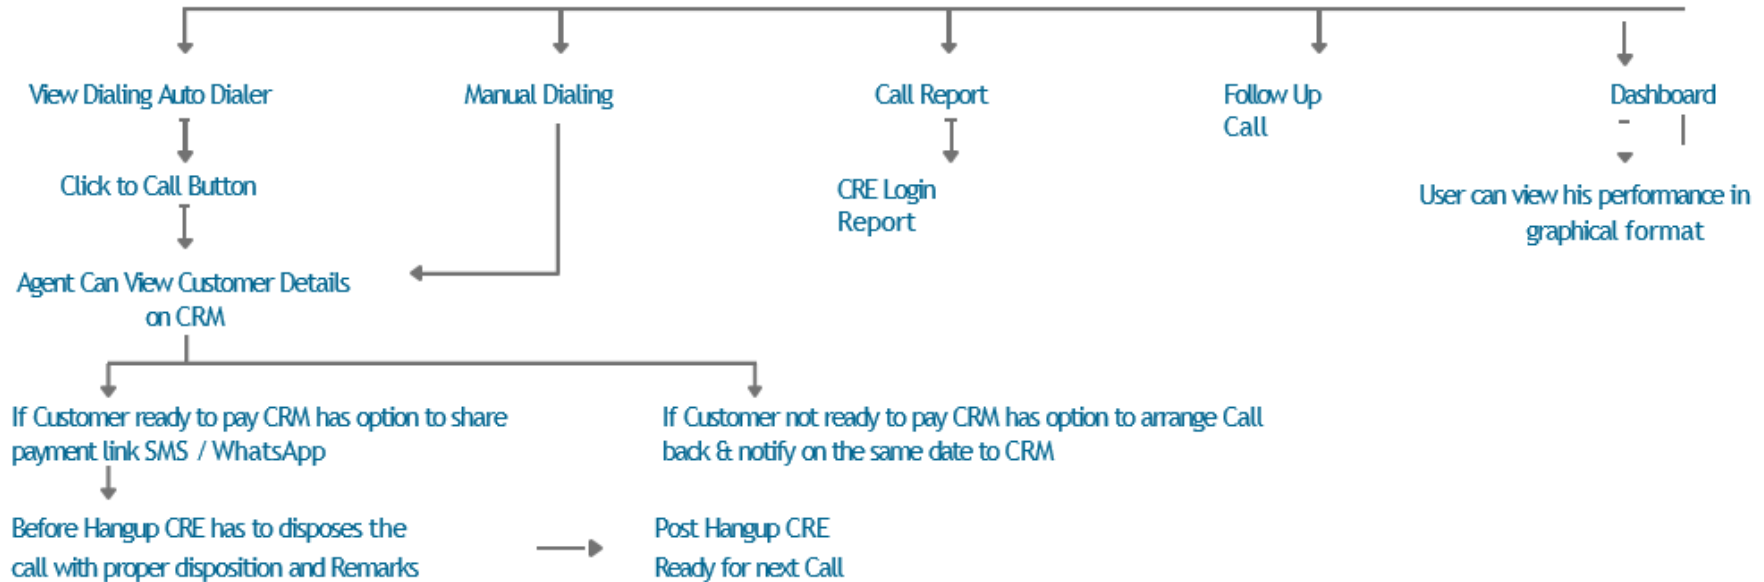 View Dialing Auto Dialer
Manual Dialing
Call Report
Follow Up
Call
Dashboard
Click to Call Button
CRE Login
Report
User can view his performance in
graphical format
Agent Can View Customer Details
on CRM
If Customer ready to pay CRM has option to share
payment link SMS / WhatsApp
If Customer not ready to pay CRM has option to arrange Call
back & notify on the same date to CRM
Before Hangup CRE has to disposes the
call with proper disposition and Remarks
Post Hangup CRE
Ready for next Call